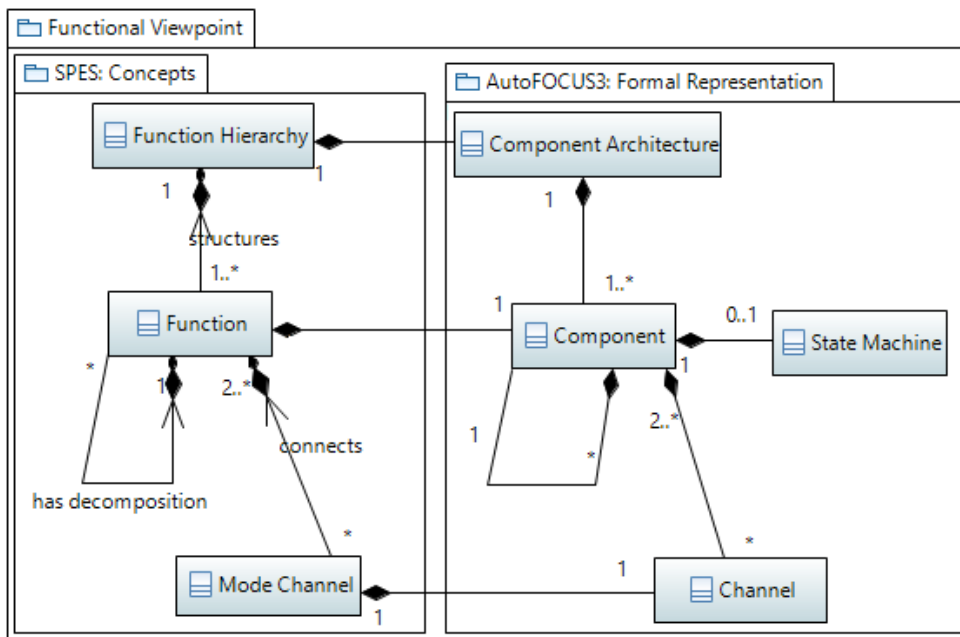 Functional Viewpoint
SPES: Concepts
AutoFOCUS3: Formal Representation
Function Hierarchy
Component Architecture
1
1
1
structures
1..*
1..*
1
0..1
Function
Component
State Machine
*
1
2..*
1
2..*
1
*
connects
has decomposition
*
*
1
Mode Channel
Channel
1